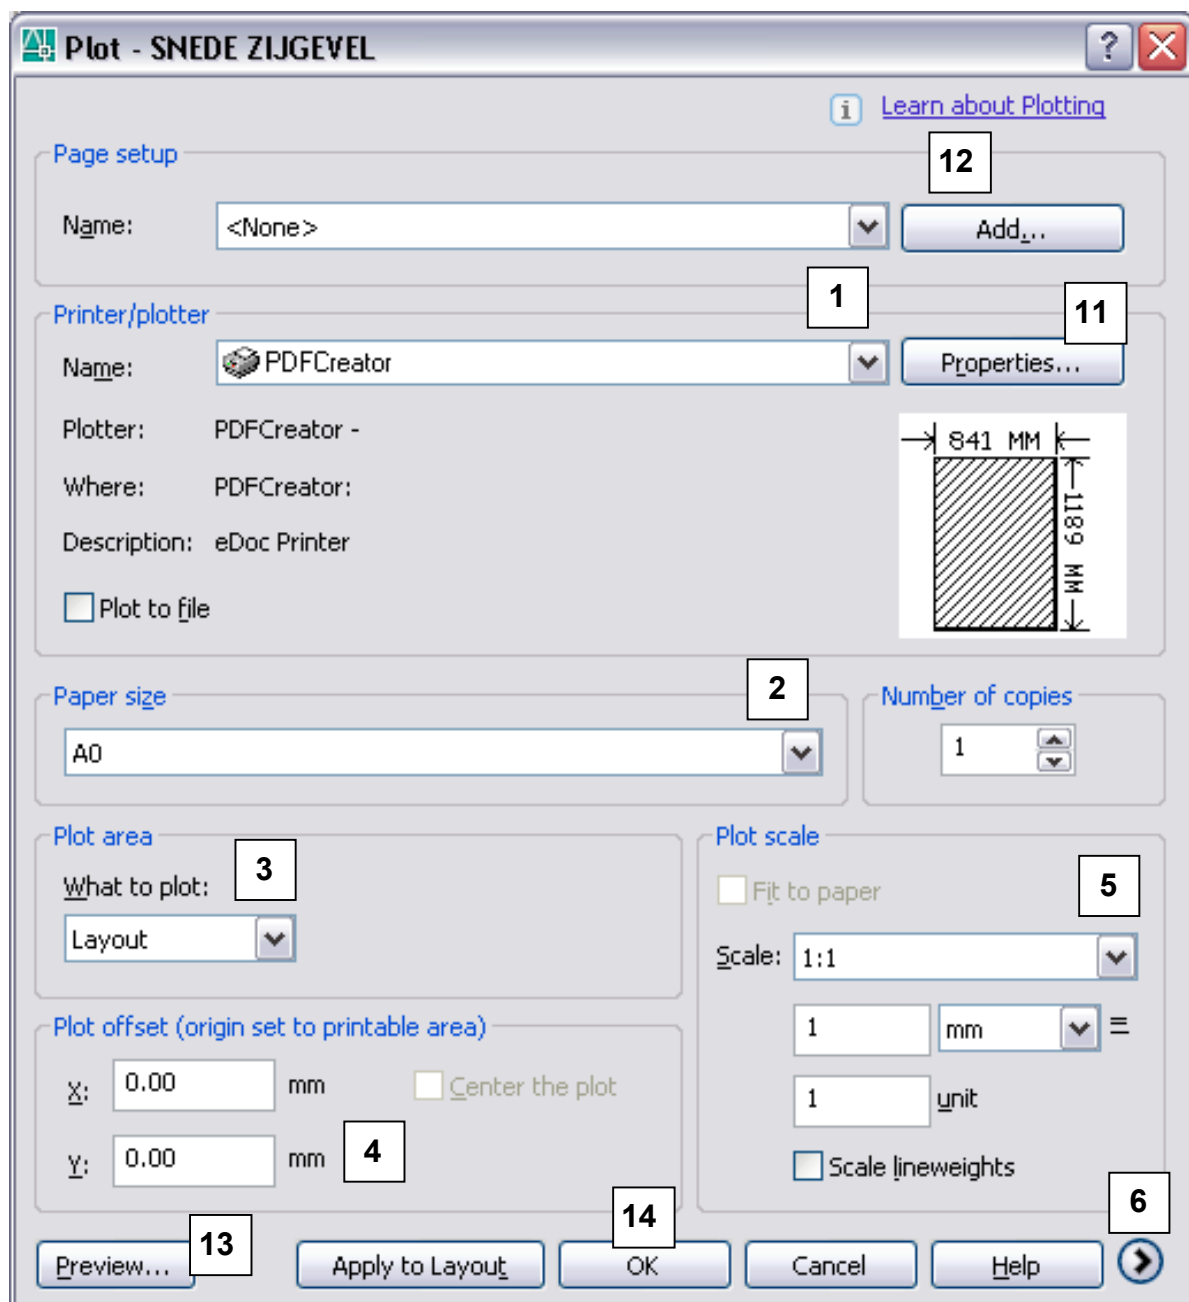 Plot - SNEDE ZIJGEVEL
?
i Learn about Plotting
Page setup
12
Name: <None> Add...
1
11
Printer/plotter
Name: PDFCreator Properties...
Plotter: PDFCreator -
841 MM
Where: PDFCreator:
1189 MM
Description: eDoc Printer
Plot to file
Paper size
2
Number of copies
A0
1
Plot area
3
Plot scale
What to plot:
Fit to paper
5
Layout
Scale: 1:1
Plot offset (origin set to printable area)
1 mm =
X: 0.00 mm Center the plot
1 unit
Y: 0.00 mm
4
Scale lineweights
6
13
14
Preview... Apply to Layout OK Cancel Help